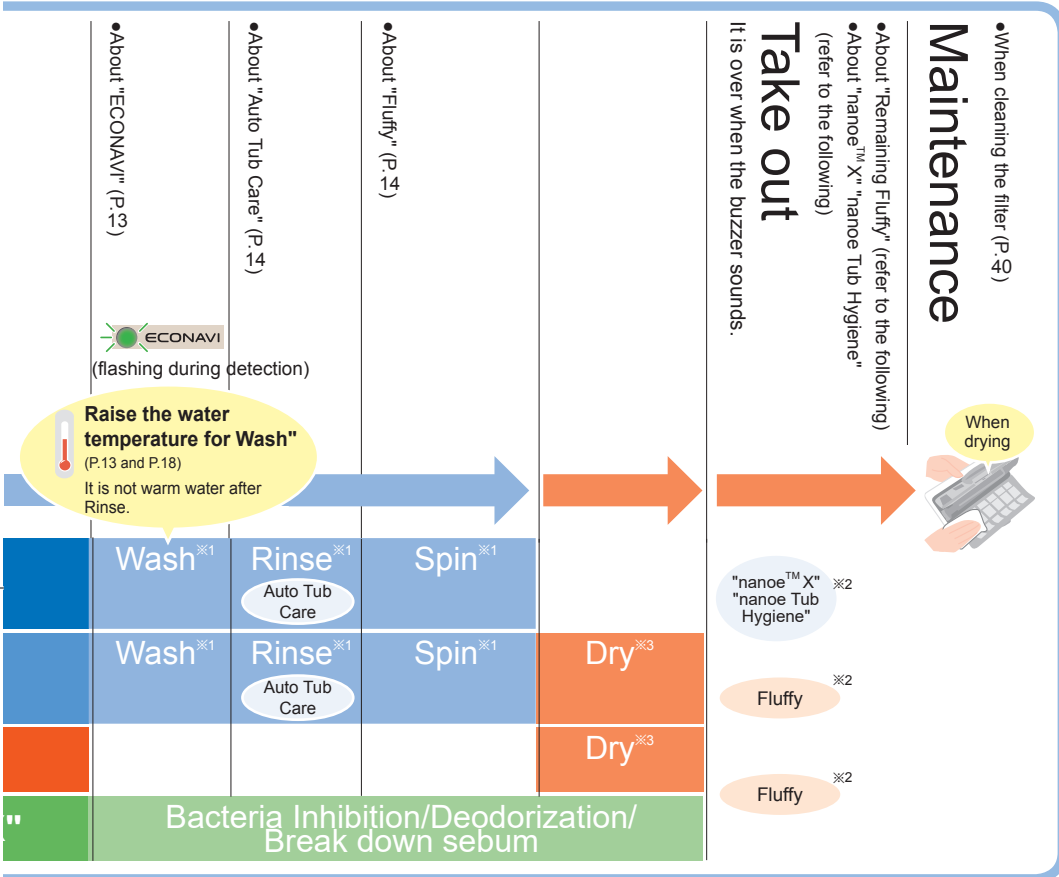 •About "ECONAVI" (P.13)
•About "Auto Tub Care" (P.14)
•About "Fluffy" (P.14)
Take out
It is over when the buzzer sounds.
•About "Remaining Fluffy" (refer to the following)
•About "nanoe™ X" "nanoe Tub Hygiene"
(refer to the following)
Maintenance
•When cleaning the filter (P.40)
ECONAVI
(flashing during detection)
Raise the water
temperature for Wash"
(P.13 and P.18)
It is not warm water after
Rinse.
When
drying
Wash※1 Rinse※1 Spin※1
Auto Tub
Care
"nanoe™ X" ※2
"nanoe Tub
Hygiene"
Wash※1 Rinse※1 Spin※1 Dry※3
Auto Tub
Care
Fluffy ※2
Dry※3
Fluffy ※2
Bacteria Inhibition/Deodorization/
Break down sebum